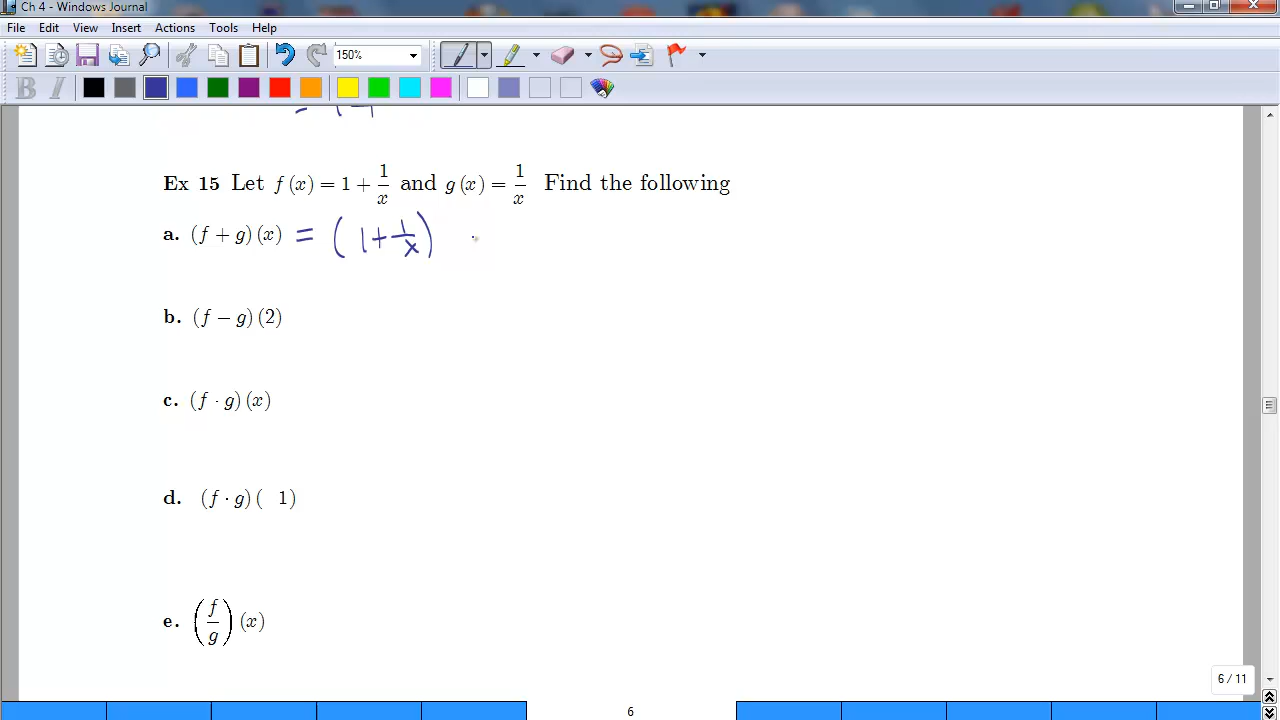 Ch 4 - Windows Journal
File Edit View Insert Actions Tools Help
150%
B I
Ex 15 Let f (x) = 1 + 1/x and g (x) = 1/x Find the following
a. (f + g) (x) = (1 + 1/x)
b. (f − g) (2)
c. (f · g) (x)
d. (f · g) ( 1)
e. (f/g) (x)
6 / 11
6